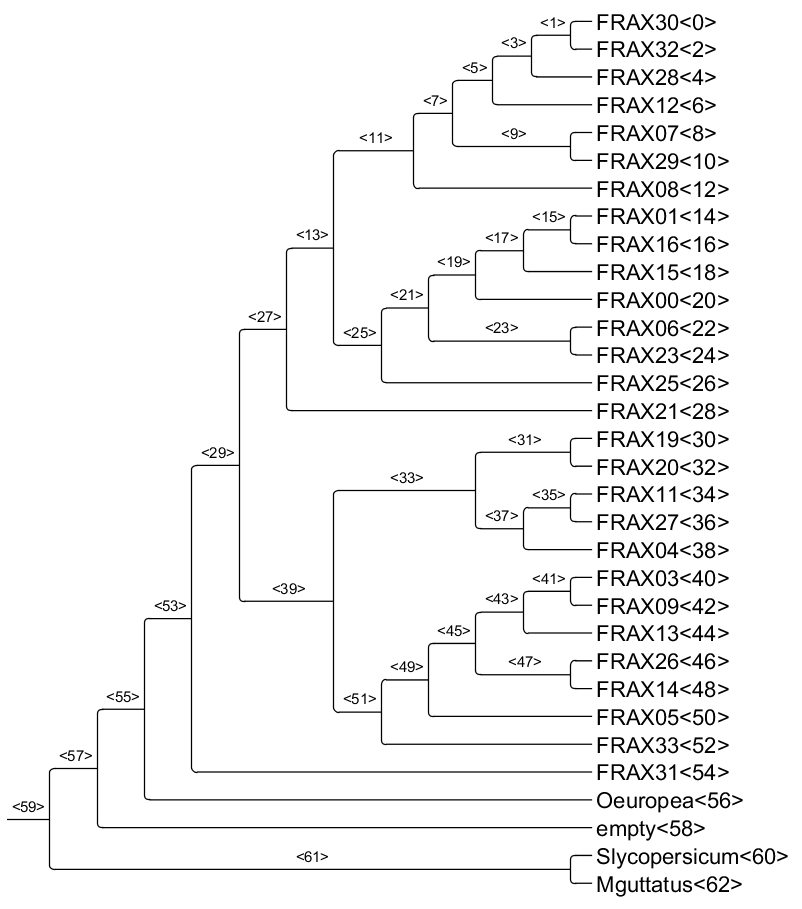 <1> FRAX30<0>
FRAX32<2>
<3>
FRAX28<4>
<5>
FRAX12<6>
<7>
FRAX07<8>
<9>
FRAX29<10>
<11>
FRAX08<12>
<15> FRAX01<14>
<13> <17> FRAX16<16>
<19> FRAX15<18>
<21> FRAX00<20>
<27> <25> <23> FRAX06<22>
FRAX23<24>
FRAX25<26>
FRAX21<28>
<31> FRAX19<30>
<29> FRAX20<32>
<33> <35> FRAX11<34>
<37> FRAX27<36>
FRAX04<38>
<39> <41> FRAX03<40>
<53> <43> FRAX09<42>
<45> FRAX13<44>
<49> <47> FRAX26<46>
<55> <51> FRAX14<48>
FRAX05<50>
FRAX33<52>
<57> FRAX31<54>
<59> Oeuropea<56>
empty<58>
<61> Slycopersicum<60>
Mguttatus<62>